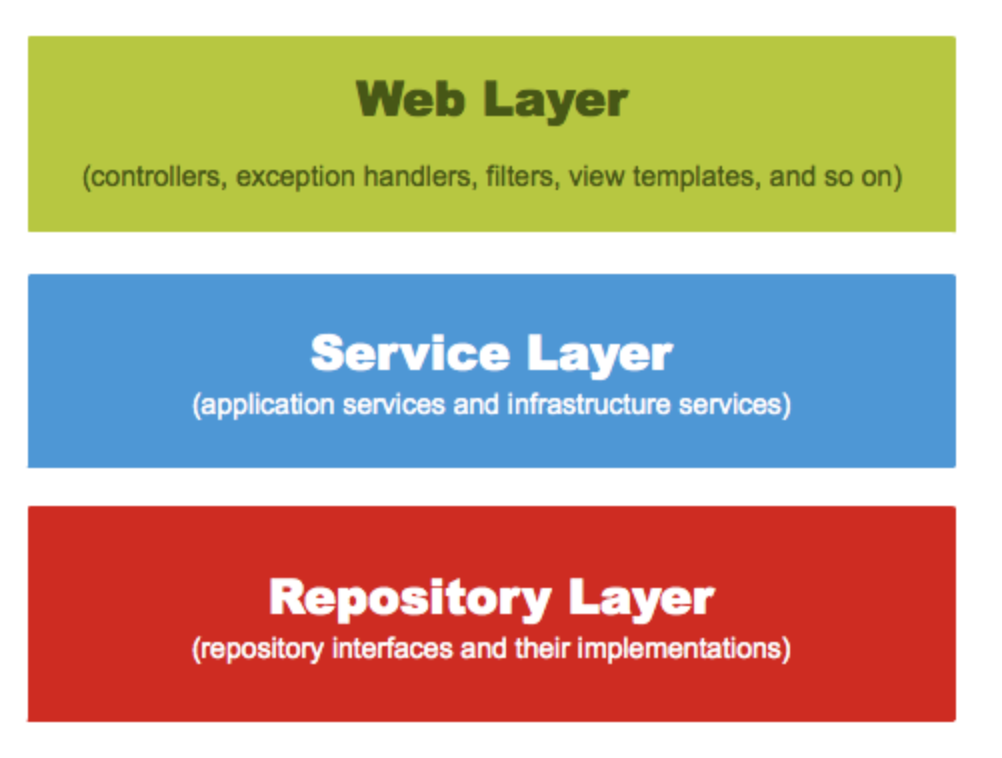 Web Layer
(controllers, exception handlers, filters, view templates, and so on)
Service Layer
(application services and infrastructure services)
Repository Layer
(repository interfaces and their implementations)